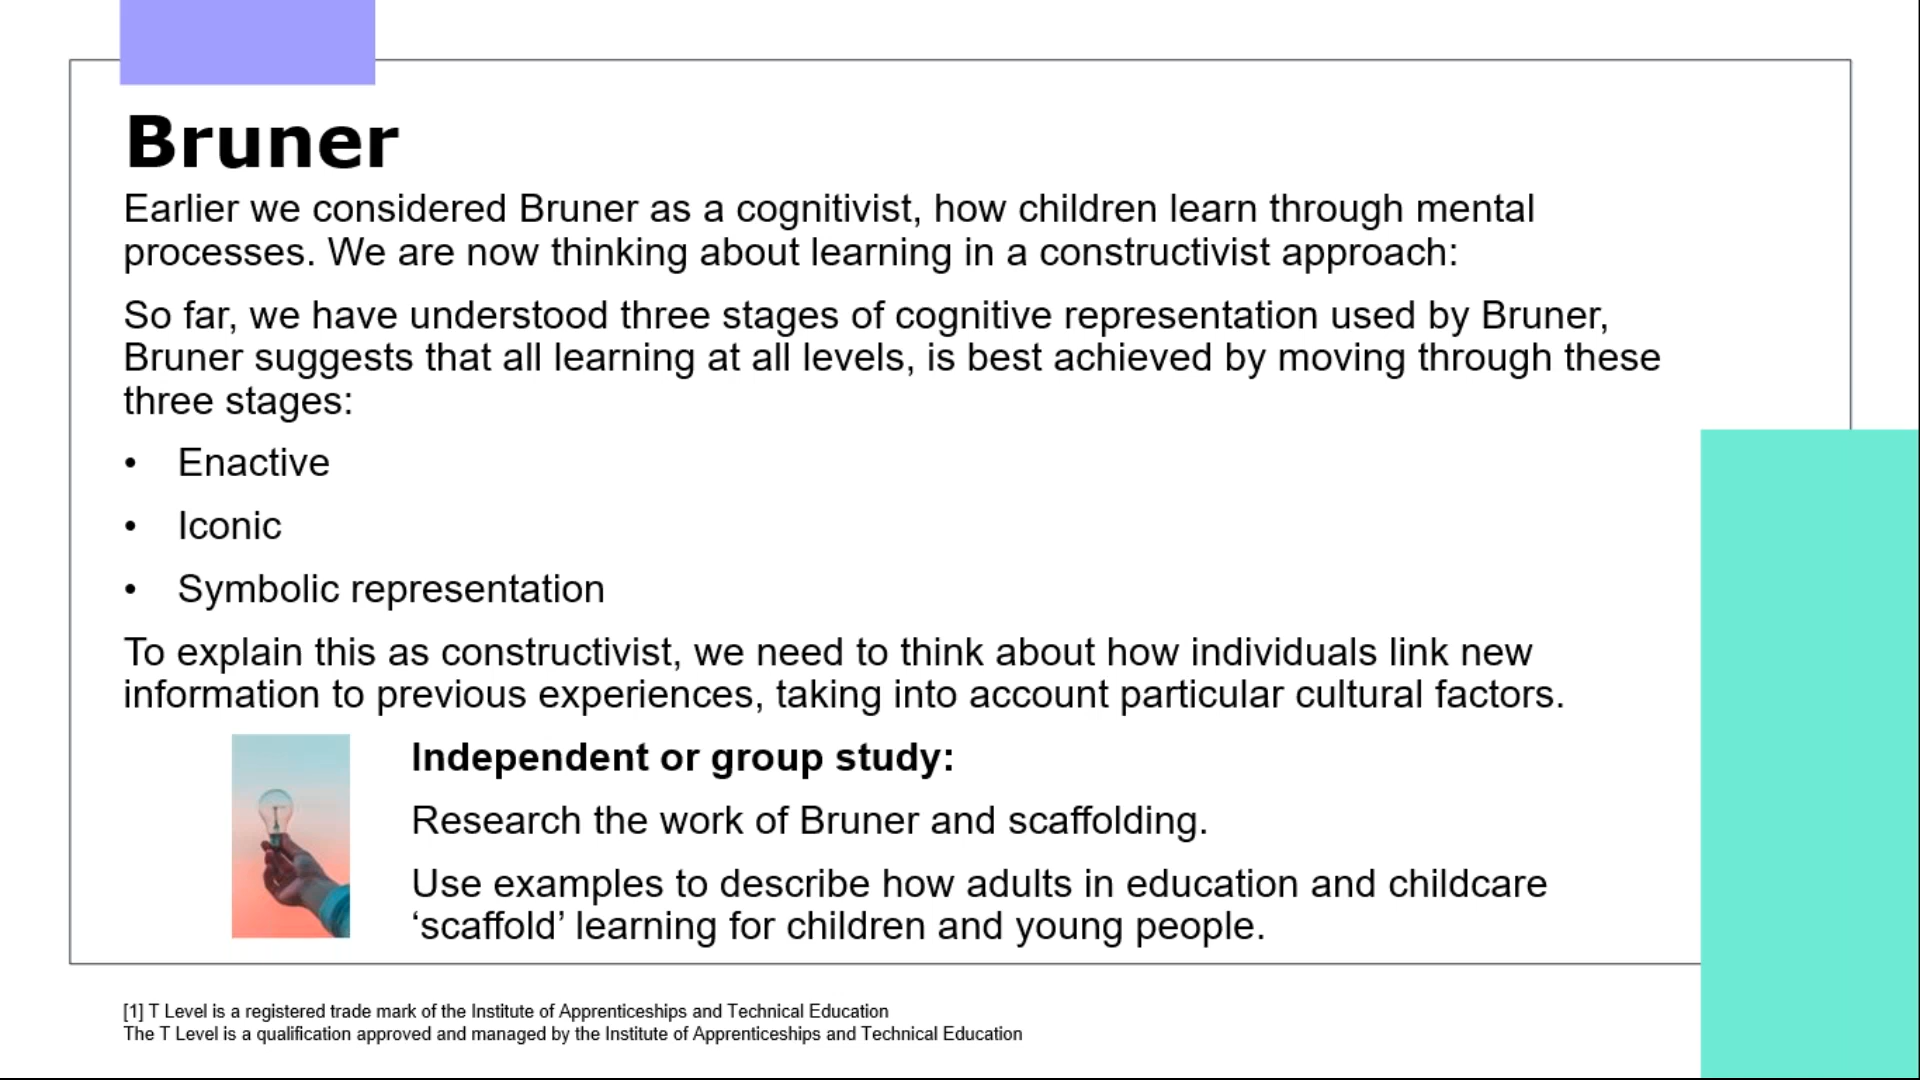 Bruner
Earlier we considered Bruner as a cognitivist, how children learn through mental
processes. We are now thinking about learning in a constructivist approach:
So far, we have understood three stages of cognitive representation used by Bruner,
Bruner suggests that all learning at all levels, is best achieved by moving through these
three stages:
• Enactive
• Iconic
• Symbolic representation
To explain this as constructivist, we need to think about how individuals link new
information to previous experiences, taking into account particular cultural factors.
Independent or group study:
Research the work of Bruner and scaffolding.
Use examples to describe how adults in education and childcare
‘scaffold’ learning for children and young people.
[1] T Level is a registered trade mark of the Institute of Apprenticeships and Technical Education
The T Level is a qualification approved and managed by the Institute of Apprenticeships and Technical Education